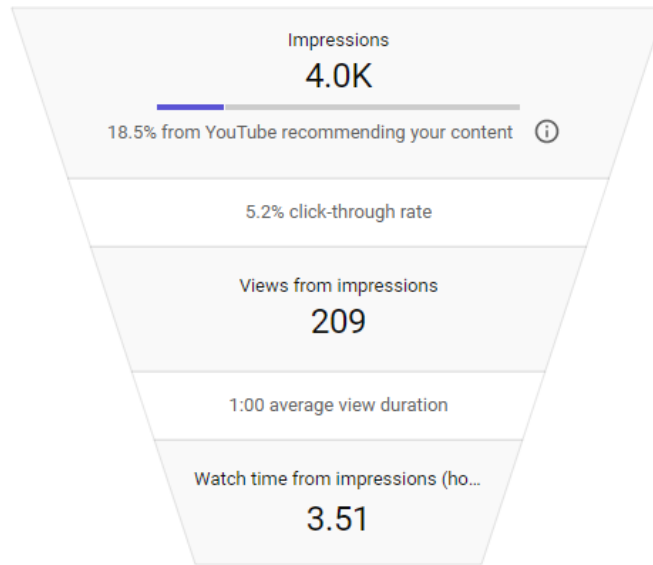 Impressions
4.0K
18.5% from YouTube recommending your content
5.2% click-through rate
Views from impressions
209
1:00 average view duration
Watch time from impressions (ho...
3.51